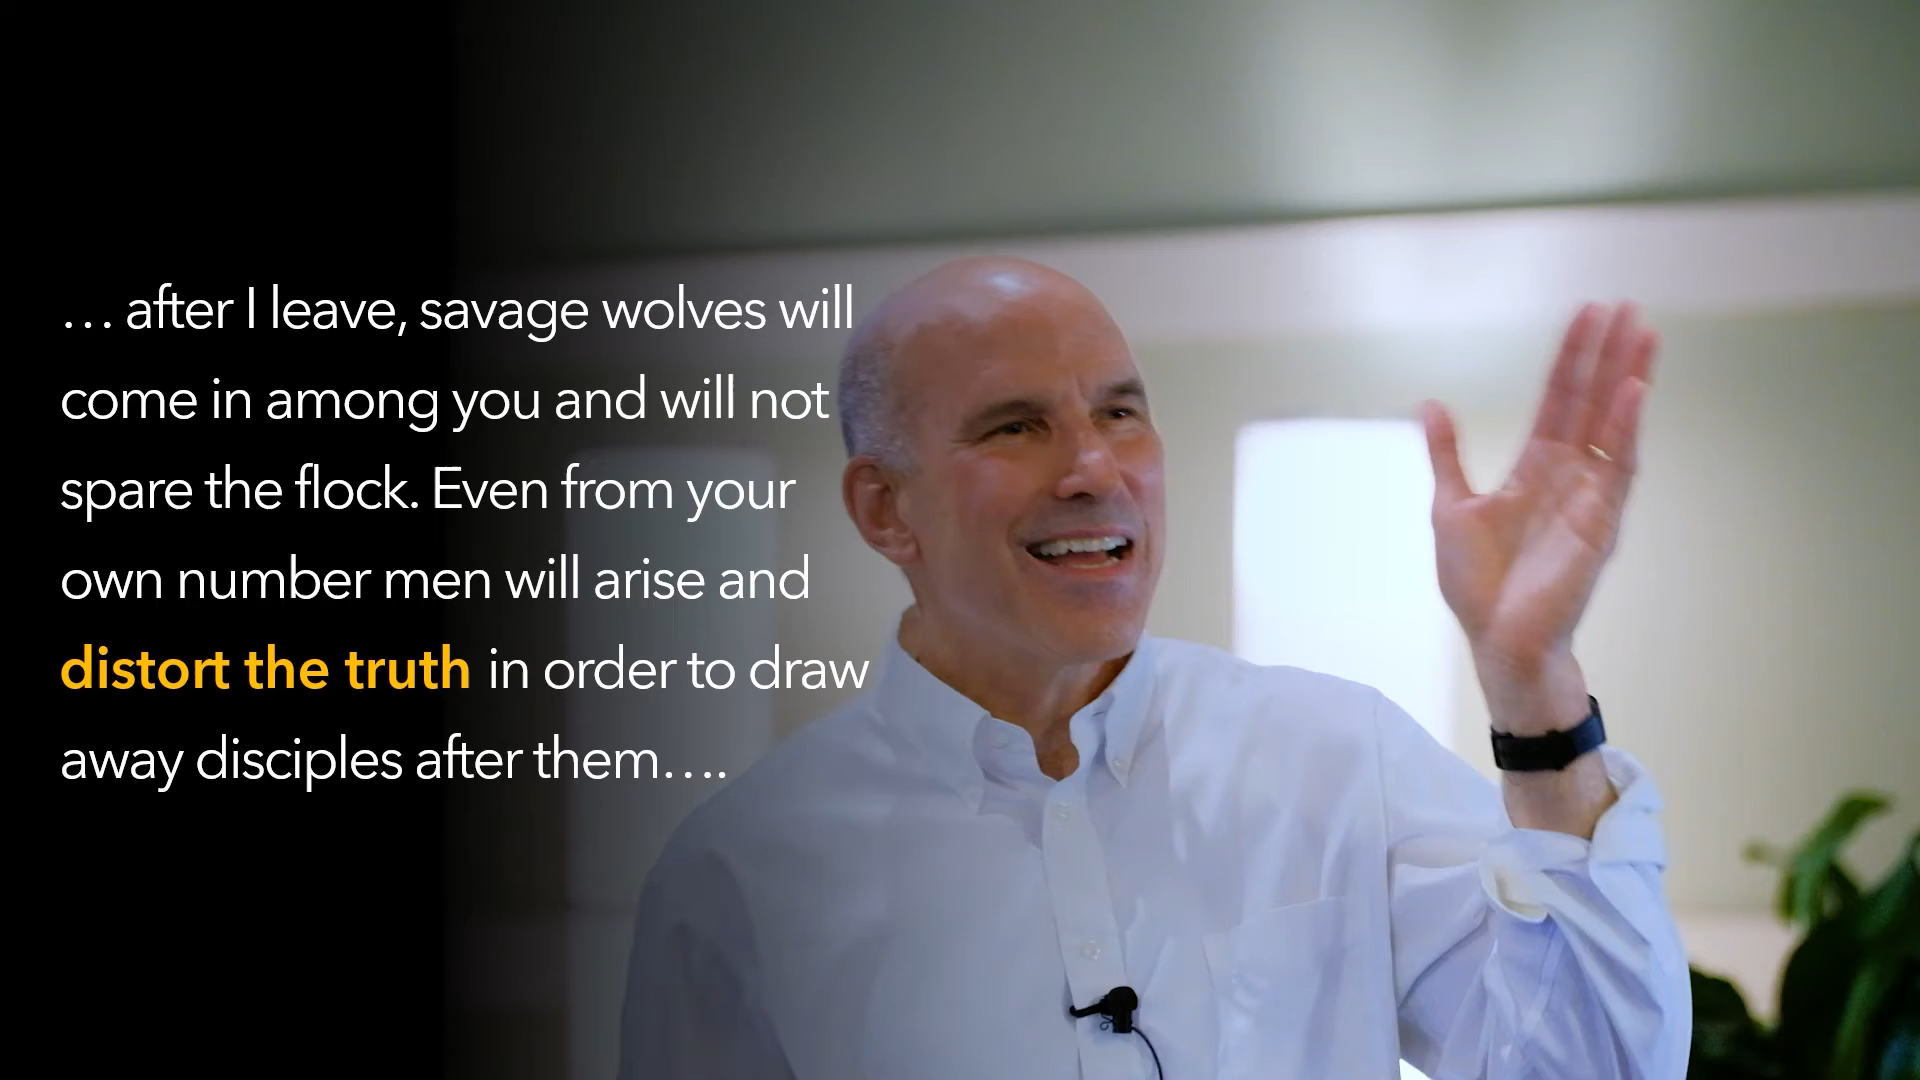 … after I leave, savage wolves will
come in among you and will not
spare the flock. Even from your
own number men will arise and
distort the truth in order to draw
away disciples after them….